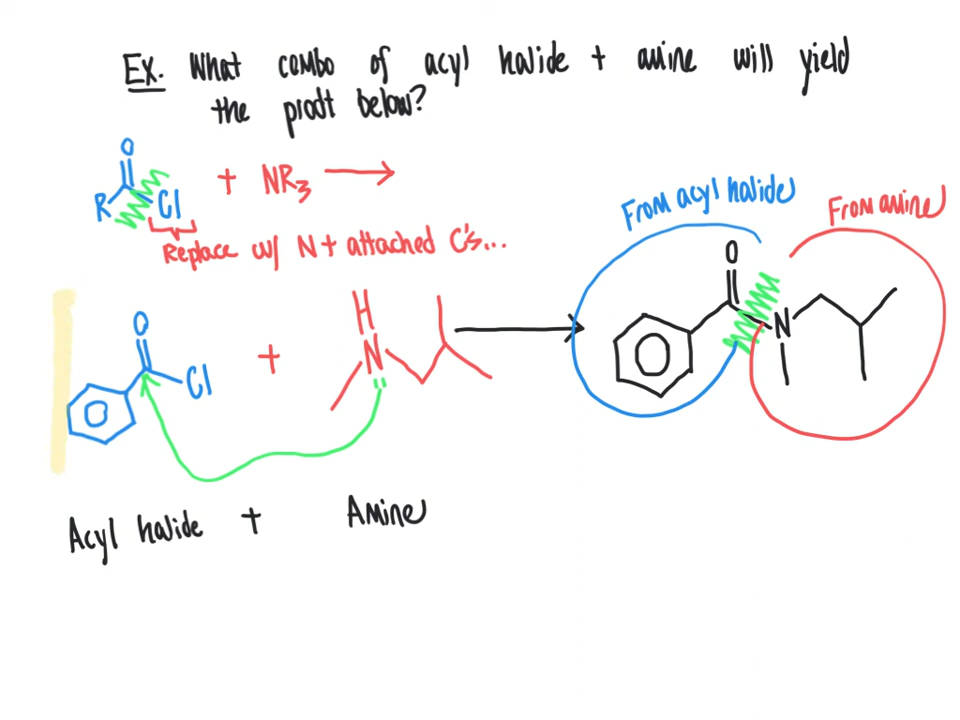 Ex. What combo of acyl halide + amine will yield
the prodt below?
O
R Cl + NR3
Replace w/ N + attached C's...
From acyl halide
From amine
O
N
O
Cl
+
H
N
Acyl halide + Amine